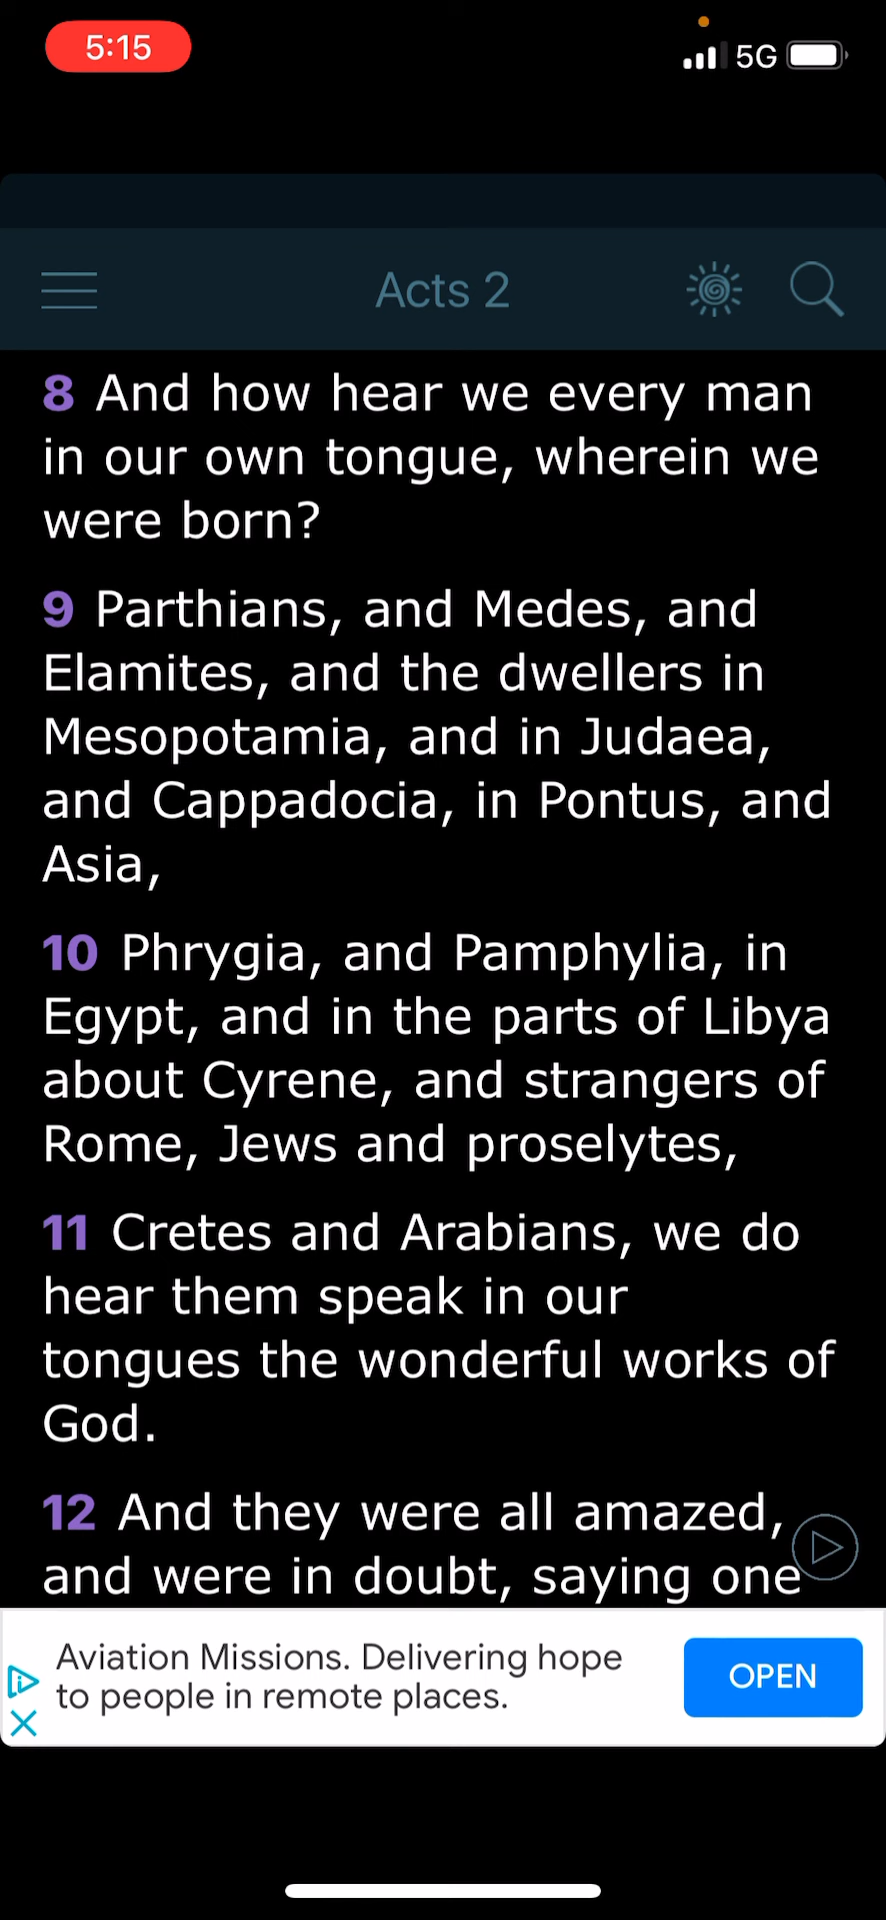 5:15
5G
Acts 2
8 And how hear we every man
in our own tongue, wherein we
were born?
9 Parthians, and Medes, and
Elamites, and the dwellers in
Mesopotamia, and in Judaea,
and Cappadocia, in Pontus, and
Asia,
10 Phrygia, and Pamphylia, in
Egypt, and in the parts of Libya
about Cyrene, and strangers of
Rome, Jews and proselytes,
11 Cretes and Arabians, we do
hear them speak in our
tongues the wonderful works of
God.
12 And they were all amazed,
and were in doubt, saying one
Aviation Missions. Delivering hope
to people in remote places.
OPEN